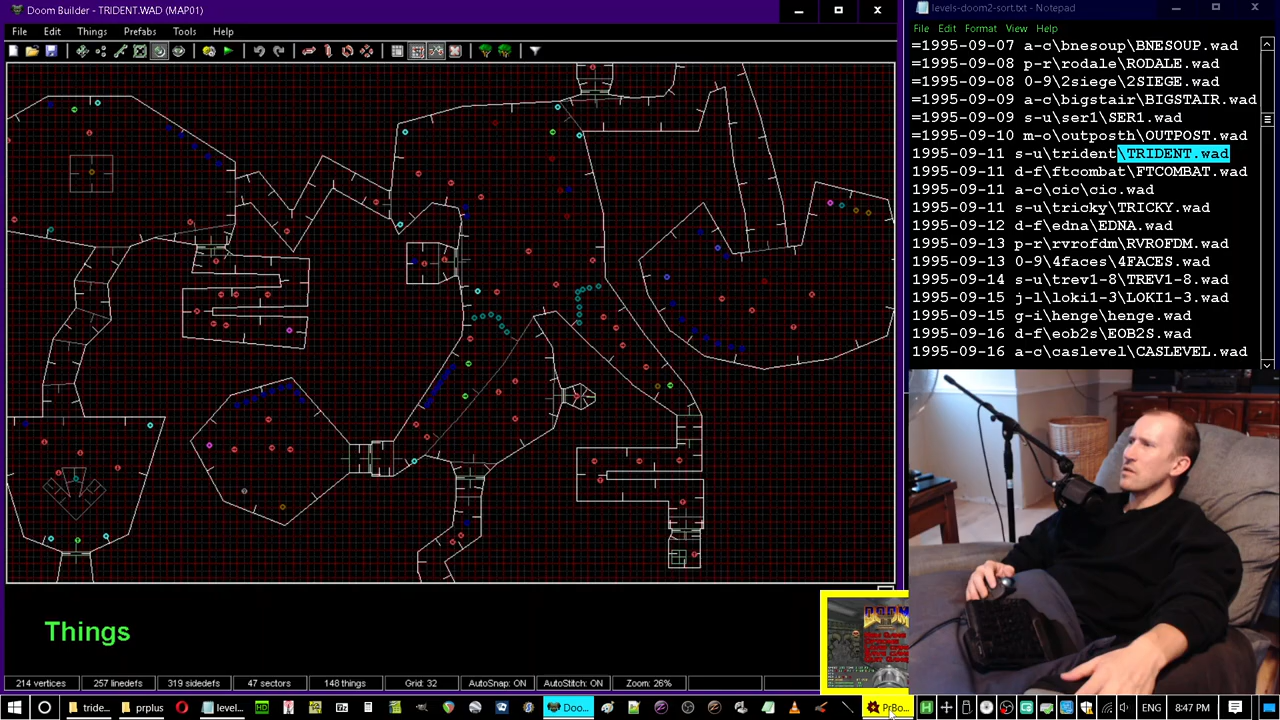 Doom Builder - TRIDENT.WAD (MAP01)
File Edit Things Prefabs Tools Help
levels-doom2-sort.txt - Notepad
File Edit Format View Help
=1995-09-07 a-c\bnesoup\BNESOUP.wad
=1995-09-08 p-r\rodale\RODALE.wad
=1995-09-08 0-9\2siege\2SIEGE.wad
=1995-09-09 a-c\bigstair\BIGSTAIR.wad
=1995-09-09 s-u\ser1\SER1.wad
=1995-09-10 m-o\outposth\OUTPOST.wad
1995-09-11 s-u\trident\TRIDENT.wad
1995-09-11 d-f\ftcombat\FTCOMBAT.wad
1995-09-11 a-c\cic\cic.wad
1995-09-11 s-u\tricky\TRICKY.wad
1995-09-12 d-f\edna\EDNA.wad
1995-09-13 p-r\rvrofdm\RVROFDM.wad
1995-09-13 0-9\4faces\4FACES.wad
1995-09-14 s-u\trev1-8\TREV1-8.wad
1995-09-15 j-l\loki1-3\LOKI1-3.wad
1995-09-15 g-i\henge\henge.wad
1995-09-16 d-f\eob2s\EOB2S.wad
1995-09-16 a-c\caslevel\CASLEVEL.wad
Things
DOOM
214 vertices 257 linedefs 319 sidedefs 47 sectors 148 things Grid: 32 AutoSnap: ON AutoStitch: ON Zoom: 26%
tride... prplus level... Doo... PrBo... 8:47 PM